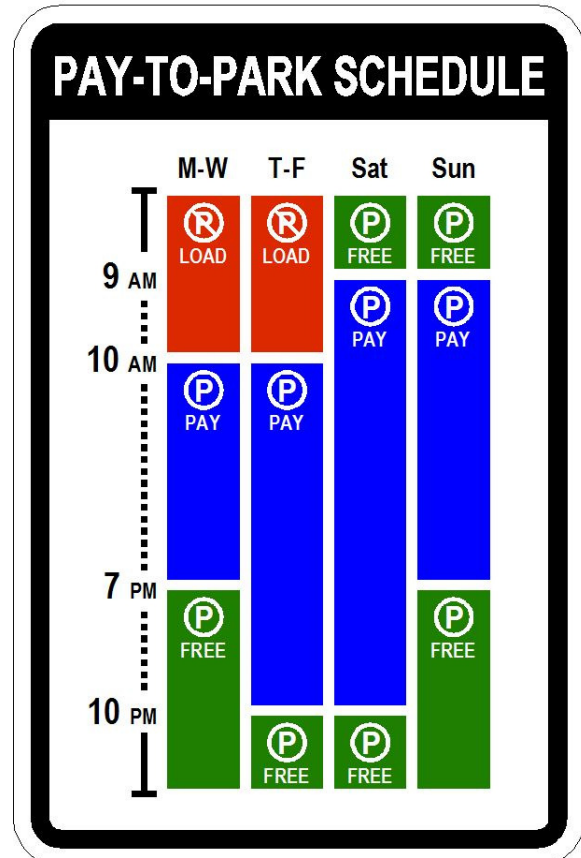 PAY-TO-PARK SCHEDULE
M-W T-F Sat Sun
P P P P
LOAD LOAD FREE FREE
9 AM
P P
PAY PAY
10 AM
P P
PAY PAY
7 PM
P P
FREE FREE
10 PM
P P
FREE FREE